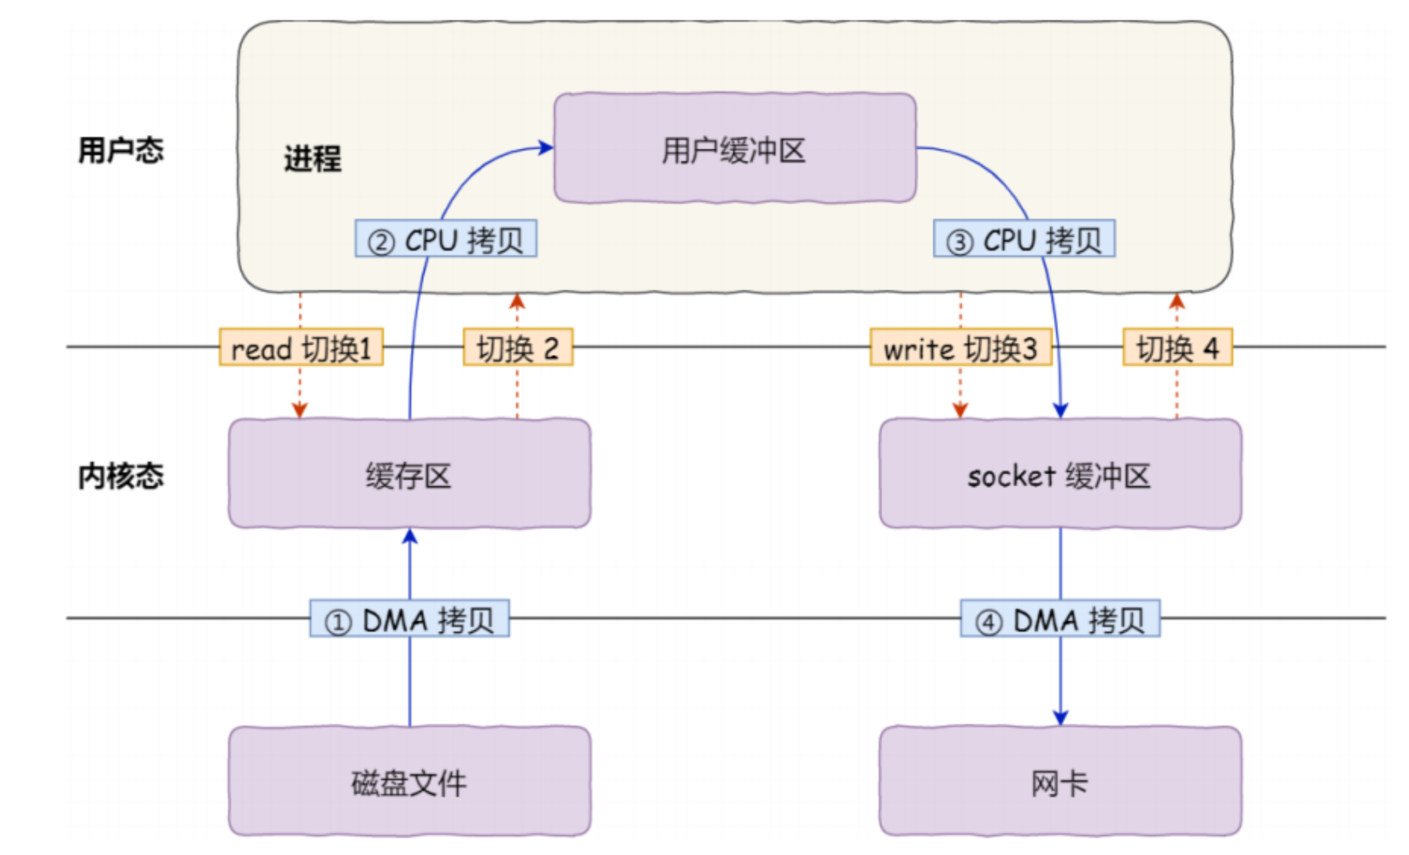 用户态
进程
用户缓冲区
② CPU 拷贝
③ CPU 拷贝
read 切换1
切换 2
write 切换3
切换 4
内核态
缓存区
socket 缓冲区
① DMA 拷贝
④ DMA 拷贝
磁盘文件
网卡